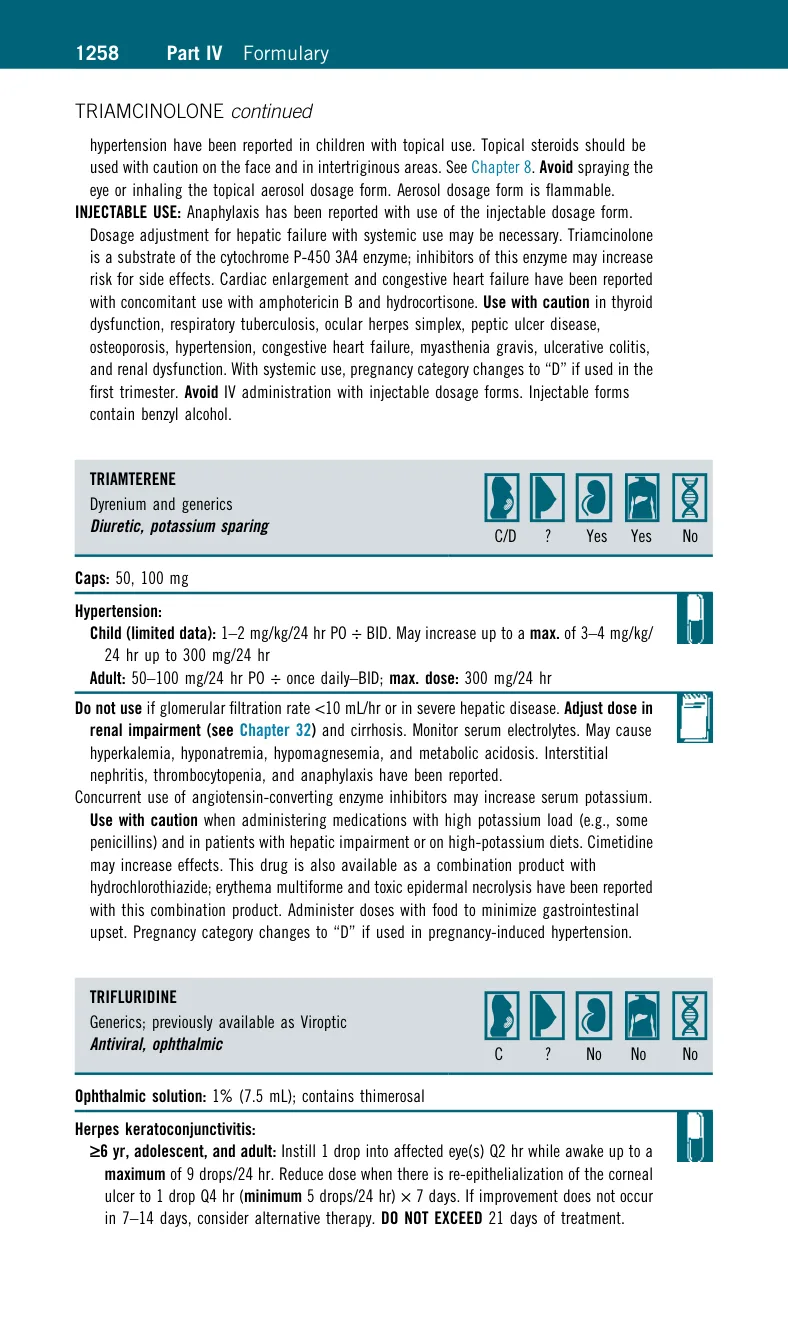 1258 Part IV Formulary
TRIAMCINOLONE continued
hypertension have been reported in children with topical use. Topical steroids should be
used with caution on the face and in intertriginous areas. See Chapter 8. Avoid spraying the
eye or inhaling the topical aerosol dosage form. Aerosol dosage form is flammable.
INJECTABLE USE: Anaphylaxis has been reported with use of the injectable dosage form.
Dosage adjustment for hepatic failure with systemic use may be necessary. Triamcinolone
is a substrate of the cytochrome P-450 3A4 enzyme; inhibitors of this enzyme may increase
risk for side effects. Cardiac enlargement and congestive heart failure have been reported
with concomitant use with amphotericin B and hydrocortisone. Use with caution in thyroid
dysfunction, respiratory tuberculosis, ocular herpes simplex, peptic ulcer disease,
osteoporosis, hypertension, congestive heart failure, myasthenia gravis, ulcerative colitis,
and renal dysfunction. With systemic use, pregnancy category changes to “D” if used in the
first trimester. Avoid IV administration with injectable dosage forms. Injectable forms
contain benzyl alcohol.
TRIAMTERENE
Dyrenium and generics
Diuretic, potassium sparing
C/D ? Yes Yes No
Caps: 50, 100 mg
Hypertension:
Child (limited data): 1–2 mg/kg/24 hr PO ÷ BID. May increase up to a max. of 3–4 mg/kg/
24 hr up to 300 mg/24 hr
Adult: 50–100 mg/24 hr PO ÷ once daily–BID; max. dose: 300 mg/24 hr
Do not use if glomerular filtration rate <10 mL/hr or in severe hepatic disease. Adjust dose in
renal impairment (see Chapter 32) and cirrhosis. Monitor serum electrolytes. May cause
hyperkalemia, hyponatremia, hypomagnesemia, and metabolic acidosis. Interstitial
nephritis, thrombocytopenia, and anaphylaxis have been reported.
Concurrent use of angiotensin-converting enzyme inhibitors may increase serum potassium.
Use with caution when administering medications with high potassium load (e.g., some
penicillins) and in patients with hepatic impairment or on high-potassium diets. Cimetidine
may increase effects. This drug is also available as a combination product with
hydrochlorothiazide; erythema multiforme and toxic epidermal necrolysis have been reported
with this combination product. Administer doses with food to minimize gastrointestinal
upset. Pregnancy category changes to “D” if used in pregnancy-induced hypertension.
TRIFLURIDINE
Generics; previously available as Viroptic
Antiviral, ophthalmic
C ? No No No
Ophthalmic solution: 1% (7.5 mL); contains thimerosal
Herpes keratoconjunctivitis:
≥6 yr, adolescent, and adult: Instill 1 drop into affected eye(s) Q2 hr while awake up to a
maximum of 9 drops/24 hr. Reduce dose when there is re-epithelialization of the corneal
ulcer to 1 drop Q4 hr (minimum 5 drops/24 hr) × 7 days. If improvement does not occur
in 7–14 days, consider alternative therapy. DO NOT EXCEED 21 days of treatment.